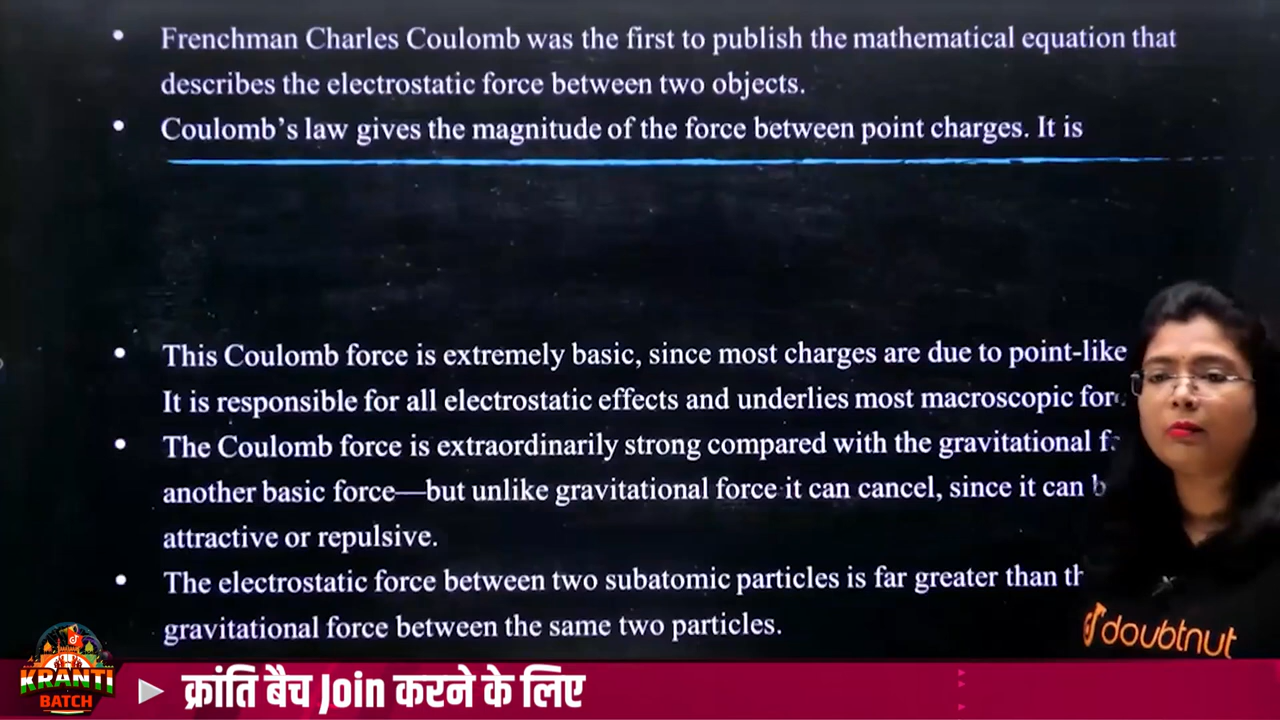 • Frenchman Charles Coulomb was the first to publish the mathematical equation that
describes the electrostatic force between two objects.
• Coulomb’s law gives the magnitude of the force between point charges. It is
• This Coulomb force is extremely basic, since most charges are due to point-like
It is responsible for all electrostatic effects and underlies most macroscopic
• The Coulomb force is extraordinarily strong compared with the gravitational
another basic force—but unlike gravitational force it can cancel, since it can
attractive or repulsive.
• The electrostatic force between two subatomic particles is far greater than
gravitational force between the same two particles.
doubtnut
KRANTI
BATCH
क्रांति बैच Join करने के लिए